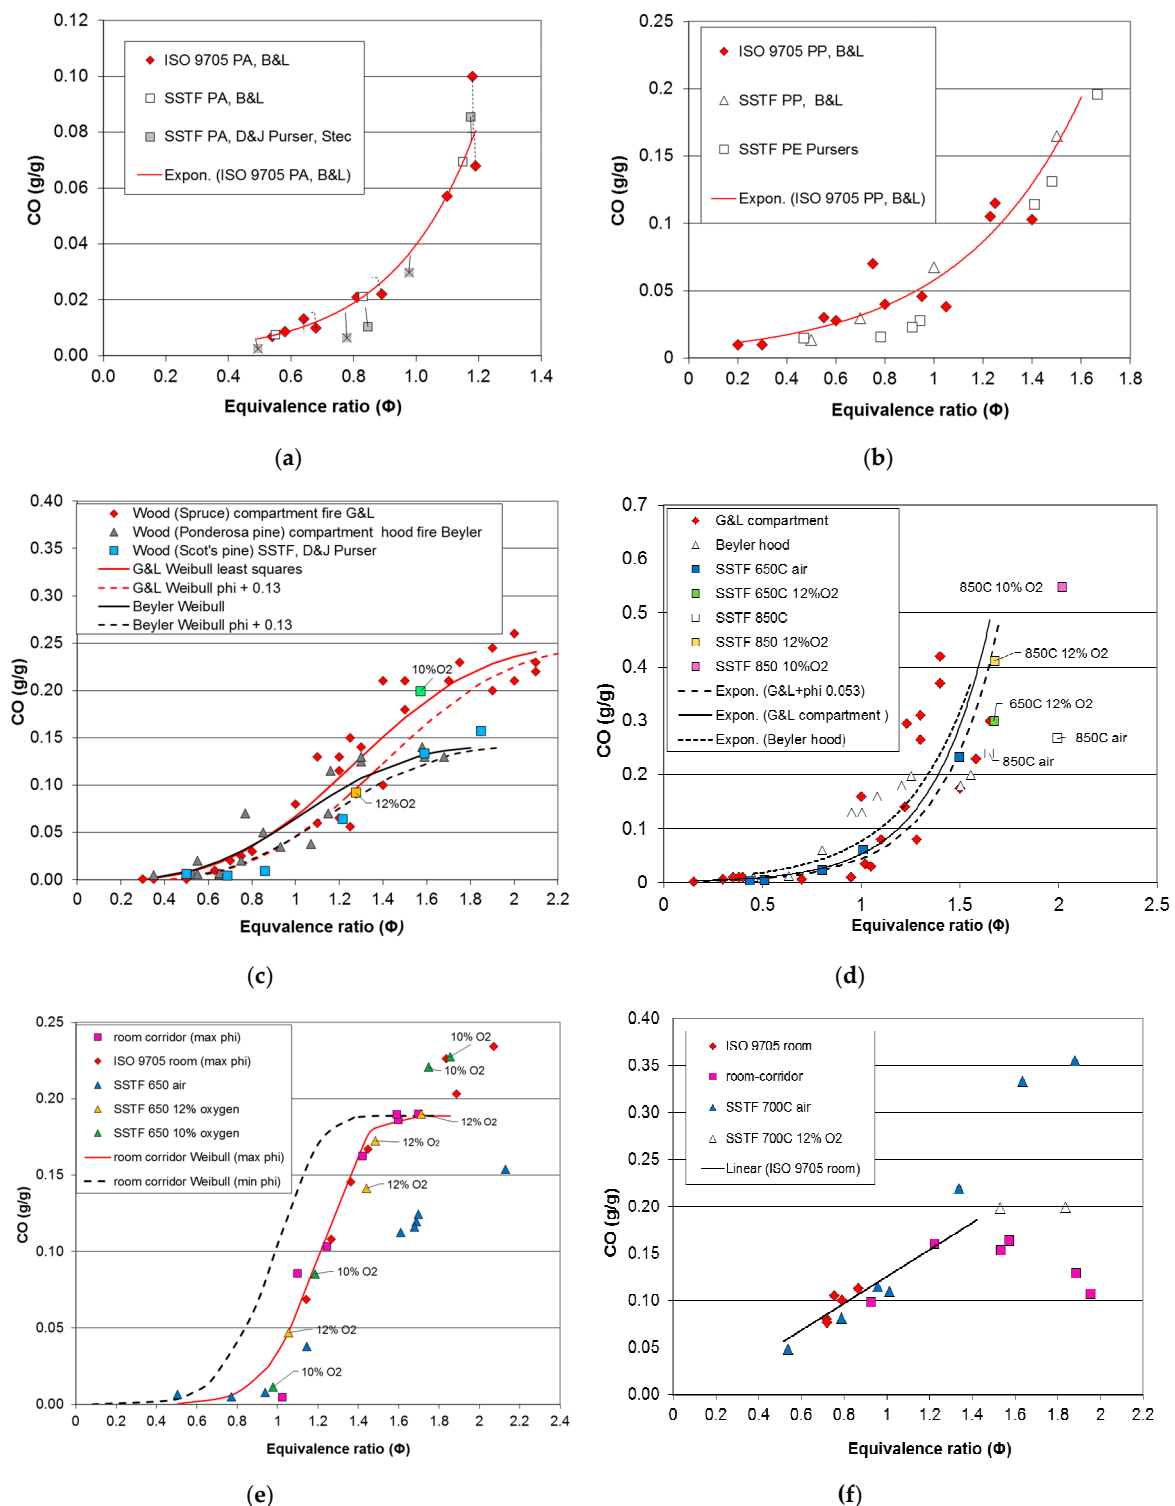 0.12
0.10
0.08
0.06
0.04
0.02
0.00
CO (g/g)
ISO 9705 PA, B&L
SSTF PA, B&L
SSTF PA, D&J Purser, Stec
Expon. (ISO 9705 PA, B&L)
0.0 0.2 0.4 0.6 0.8 1.0 1.2 1.4
Equivalence ratio (Φ)
(a)
0.25
0.2
0.15
0.1
0.05
0
CO (g/g)
ISO 9705 PP, B&L
SSTF PP, B&L
SSTF PE Pursers
Expon. (ISO 9705 PP, B&L)
0 0.2 0.4 0.6 0.8 1 1.2 1.4 1.6 1.8
Equivalence ratio (Φ)
(b)
0.40
0.35
0.30
0.25
0.20
0.15
0.10
0.05
0.00
CO (g/g)
Wood (Spruce) compartment fire G&L
Wood (Ponderosa pine) compartment hood fire Beyler
Wood (Scot's pine) SSTF, D&J Purser
G&L Weibull least squares
G&L Weibull phi + 0.13
Beyler Weibull
Beyler Weibull phi + 0.13
10%O2
12%O2
0 0.2 0.4 0.6 0.8 1 1.2 1.4 1.6 1.8 2 2.2
Equvalence ratio (Φ)
(c)
0.7
0.6
0.5
0.4
0.3
0.2
0.1
0
CO (g/g)
G&L compartment
Beyler hood
SSTF 650C air
SSTF 650C 12%O2
SSTF 850C
SSTF 850 12%O2
SSTF 850 10%O2
Expon. (G&L+phi 0.053)
Expon. (G&L compartment )
Expon. (Beyler hood)
850C 10% O2
850C 12% O2
650C 12% O2
850C air
850C air
0 0.5 1 1.5 2 2.5
Equivalence ratio (Φ)
(d)
0.25
0.20
0.15
0.10
0.05
0.00
CO (g/g)
room corridor (max phi)
ISO 9705 room (max phi)
SSTF 650 air
SSTF 650 12% oxygen
SSTF 650 10% oxygen
room corridor Weibull (max phi)
room corridor Weibull (min phi)
10% O2
10% O2
12% O2
12% O2
12% O2
10% O2
12% O2
10% O2
0 0.2 0.4 0.6 0.8 1 1.2 1.4 1.6 1.8 2 2.2 2.4
Equivalence ratio (Φ)
(e)
0.40
0.35
0.30
0.25
0.20
0.15
0.10
0.05
0.00
CO (g/g)
ISO 9705 room
room-corridor
SSTF 700C air
SSTF 700C 12% O2
Linear (ISO 9705 room)
0 0.2 0.4 0.6 0.8 1 1.2 1.4 1.6 1.8 2 2.2
Equivalence ratio (Φ)
(f)